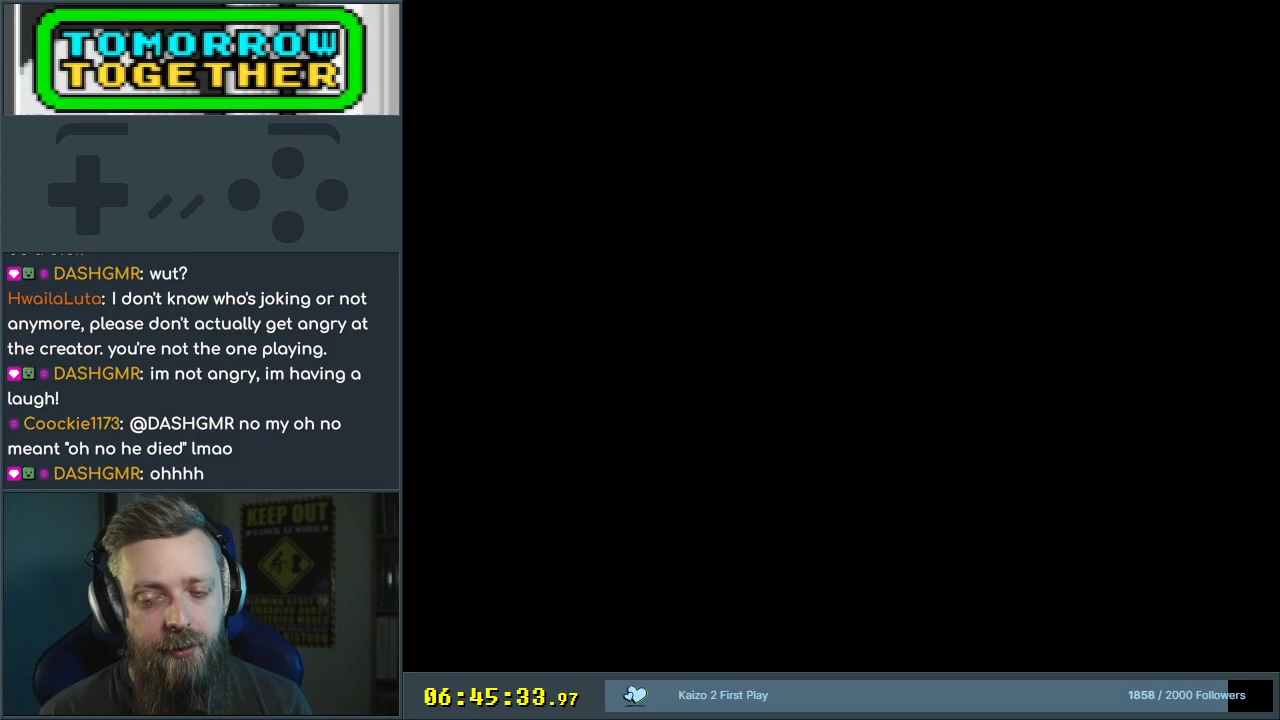 TOMORROW
TOGETHER
DASHGMR: wut?
HwailaLuta: I don't know who's joking or not
anymore, please don't actually get angry at
the creator. you're not the one playing.
DASHGMR: im not angry, im having a
laugh!
Coockie1173: @DASHGMR no my oh no
meant "oh no he died" lmao
DASHGMR: ohhhh
KEEP OUT
06:45:33.97
Kaizo 2 First Play
1858 / 2000 Followers